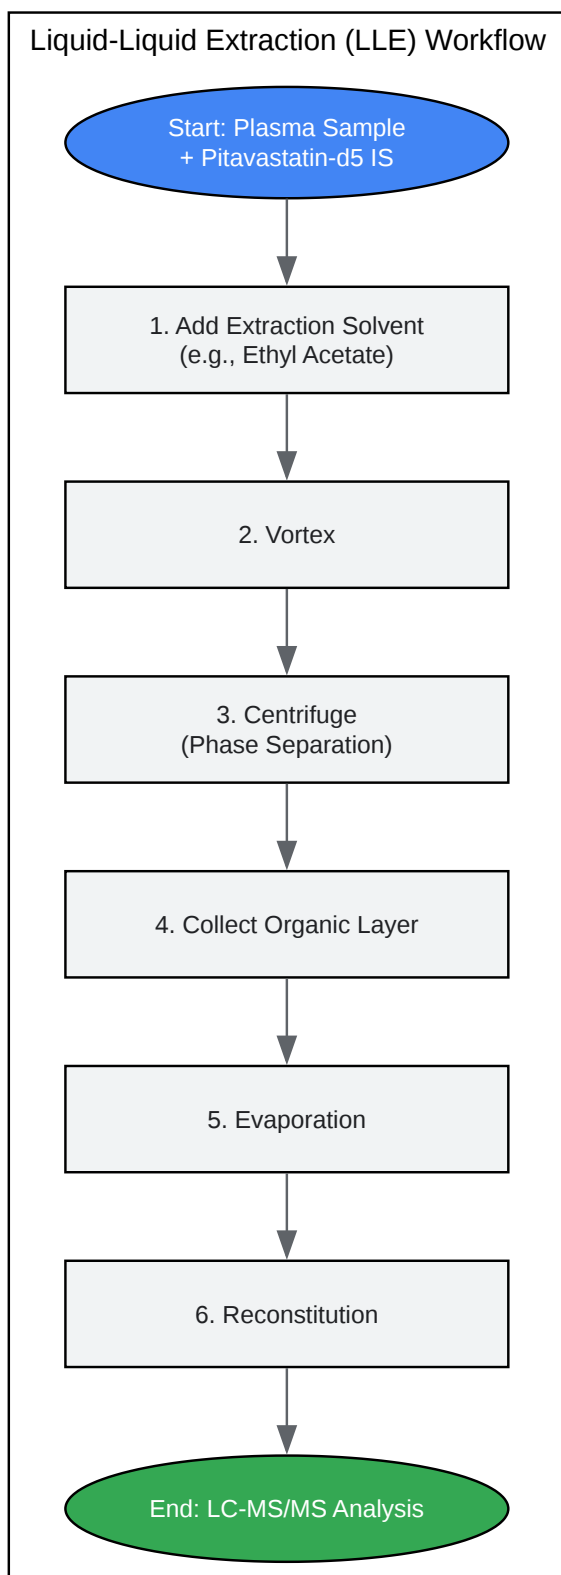 Liquid-Liquid Extraction (LLE) Workflow
Start: Plasma Sample
+ Pitavastatin-d5 IS
1. Add Extraction Solvent
(e.g., Ethyl Acetate)
2. Vortex
3. Centrifuge
(Phase Separation)
4. Collect Organic Layer
5. Evaporation
6. Reconstitution
End: LC-MS/MS Analysis